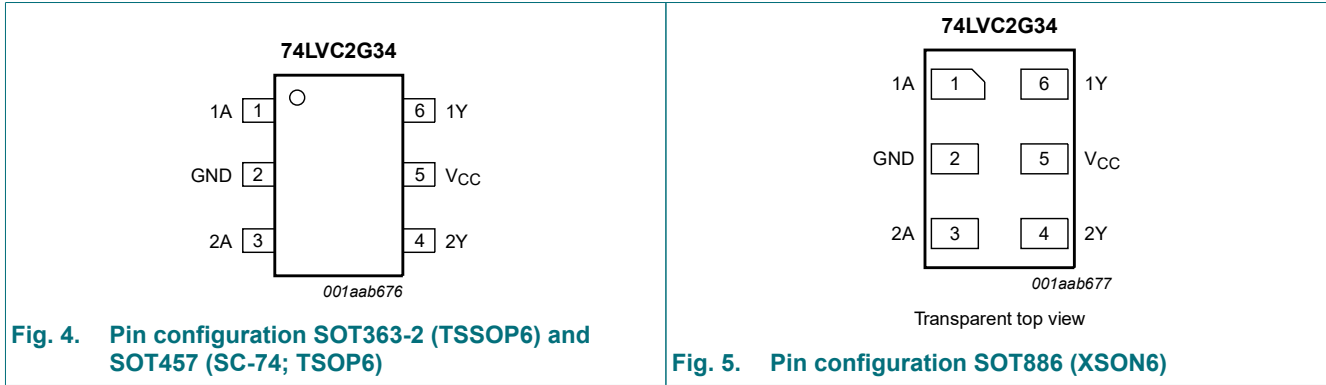 74LVC2G34
1A 1 6 1Y
GND 2 5 VCC
2A 3 4 2Y
001aab676
Fig. 4. Pin configuration SOT363-2 (TSSOP6) and
SOT457 (SC-74; TSOP6)
74LVC2G34
1A 1 6 1Y
GND 2 5 VCC
2A 3 4 2Y
001aab677
Transparent top view
Fig. 5. Pin configuration SOT886 (XSON6)